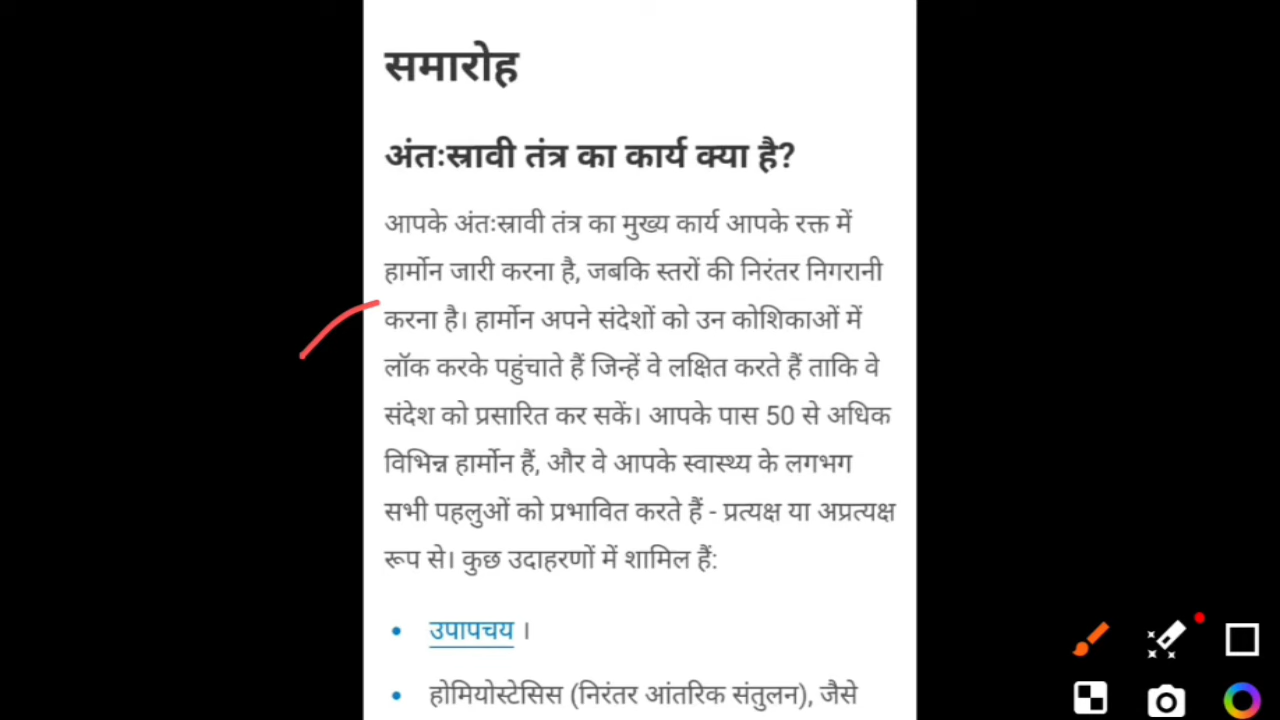 समारोह
अंतःस्रावी तंत्र का कार्य क्या है?
आपके अंतःस्रावी तंत्र का मुख्य कार्य आपके रक्त में
हार्मोन जारी करना है, जबकि स्तरों की निरंतर निगरानी
करना है। हार्मोन अपने संदेशों को उन कोशिकाओं में
लॉक करके पहुंचाते हैं जिन्हें वे लक्षित करते हैं ताकि वे
संदेश को प्रसारित कर सकें। आपके पास 50 से अधिक
विभिन्न हार्मोन हैं, और वे आपके स्वास्थ्य के लगभग
सभी पहलुओं को प्रभावित करते हैं - प्रत्यक्ष या अप्रत्यक्ष
रूप से। कुछ उदाहरणों में शामिल हैं:
• उपापचय ।
• होमियोस्टेसिस (निरंतर आंतरिक संतुलन), जैसे